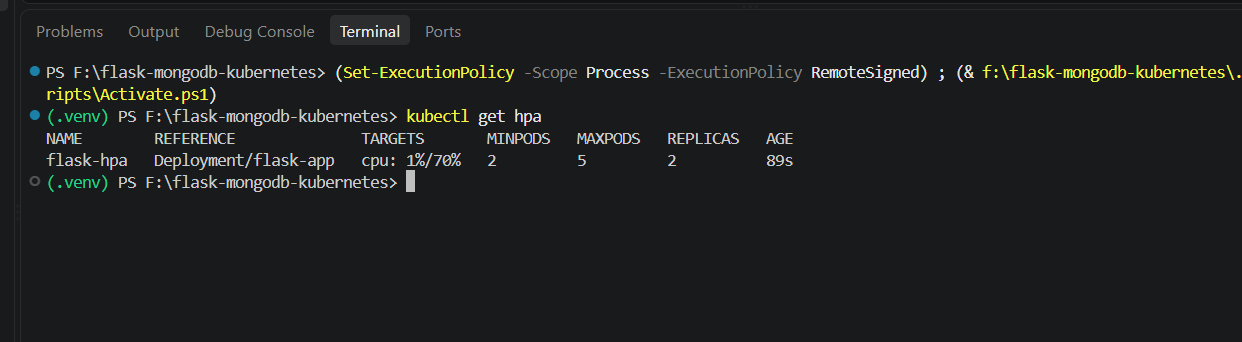 Problems Output Debug Console Terminal Ports
PS F:\flask-mongodb-kubernetes> (Set-ExecutionPolicy -Scope Process -ExecutionPolicy RemoteSigned) ; (& f:\flask-mongodb-kubernetes\.
ripts\Activate.ps1)
(.venv) PS F:\flask-mongodb-kubernetes> kubectl get hpa
NAME REFERENCE TARGETS MINPODS MAXPODS REPLICAS AGE
flask-hpa Deployment/flask-app cpu: 1%/70% 2 5 2 89s
(.venv) PS F:\flask-mongodb-kubernetes>